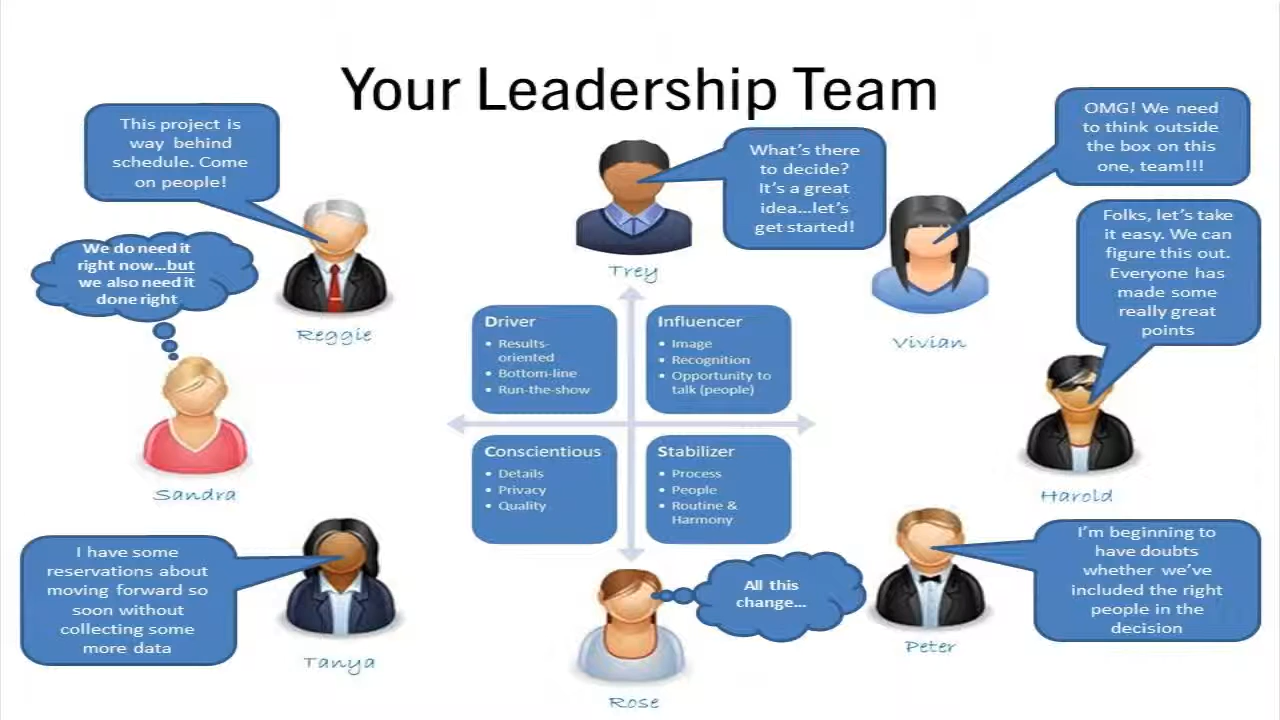 Your Leadership Team
This project is
way behind
schedule. Come
on people!
What's there
to decide?
It's a great
idea...let's
get started!
OMG! We need
to think outside
the box on this
one, team!!!
Folks, let's take
it easy. We can
figure this out.
Everyone has
made some
really great
points
We do need it
right now...but
we also need it
done right
Reggie
Trey
Vivian
Driver
• Results-
oriented
• Bottom-line
• Run-the-show
Influencer
• Image
• Recognition
• Opportunity to
talk (people)
Conscientious
• Details
• Privacy
• Quality
Stabilizer
• Process
• People
• Routine &
Harmony
Sandra
Harold
I have some
reservations about
moving forward so
soon without
collecting some
more data
Tanya
All this
change...
Rose
Peter
I'm beginning to
have doubts
whether we've
included the right
people in the
decision